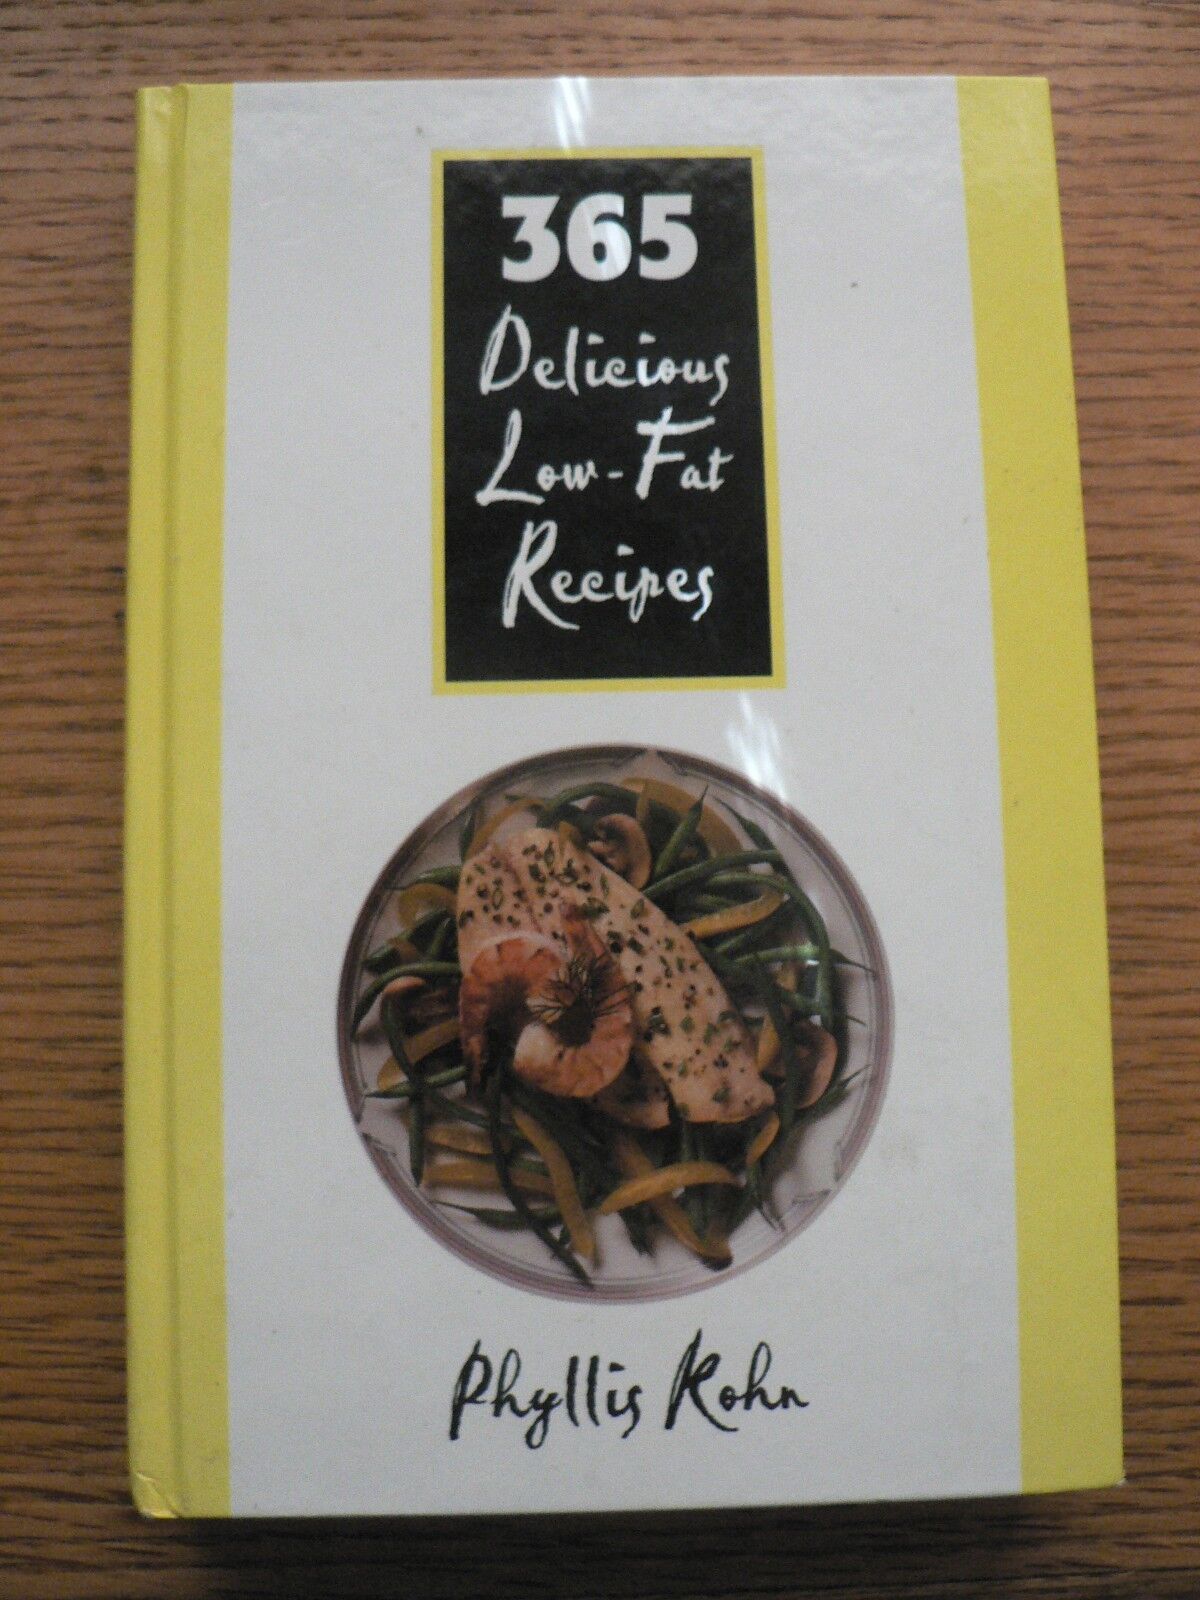 365
Delicious
Low-Fat
Recipes
Phyllis Kohn